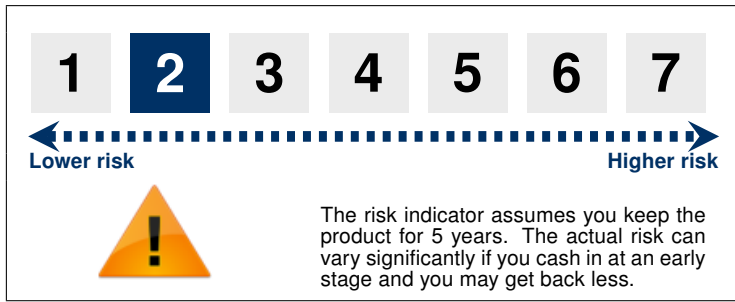 1 2 3 4 5 6 7
Lower risk Higher risk
!
The risk indicator assumes you keep the
product for 5 years. The actual risk can
vary significantly if you cash in at an early
stage and you may get back less.